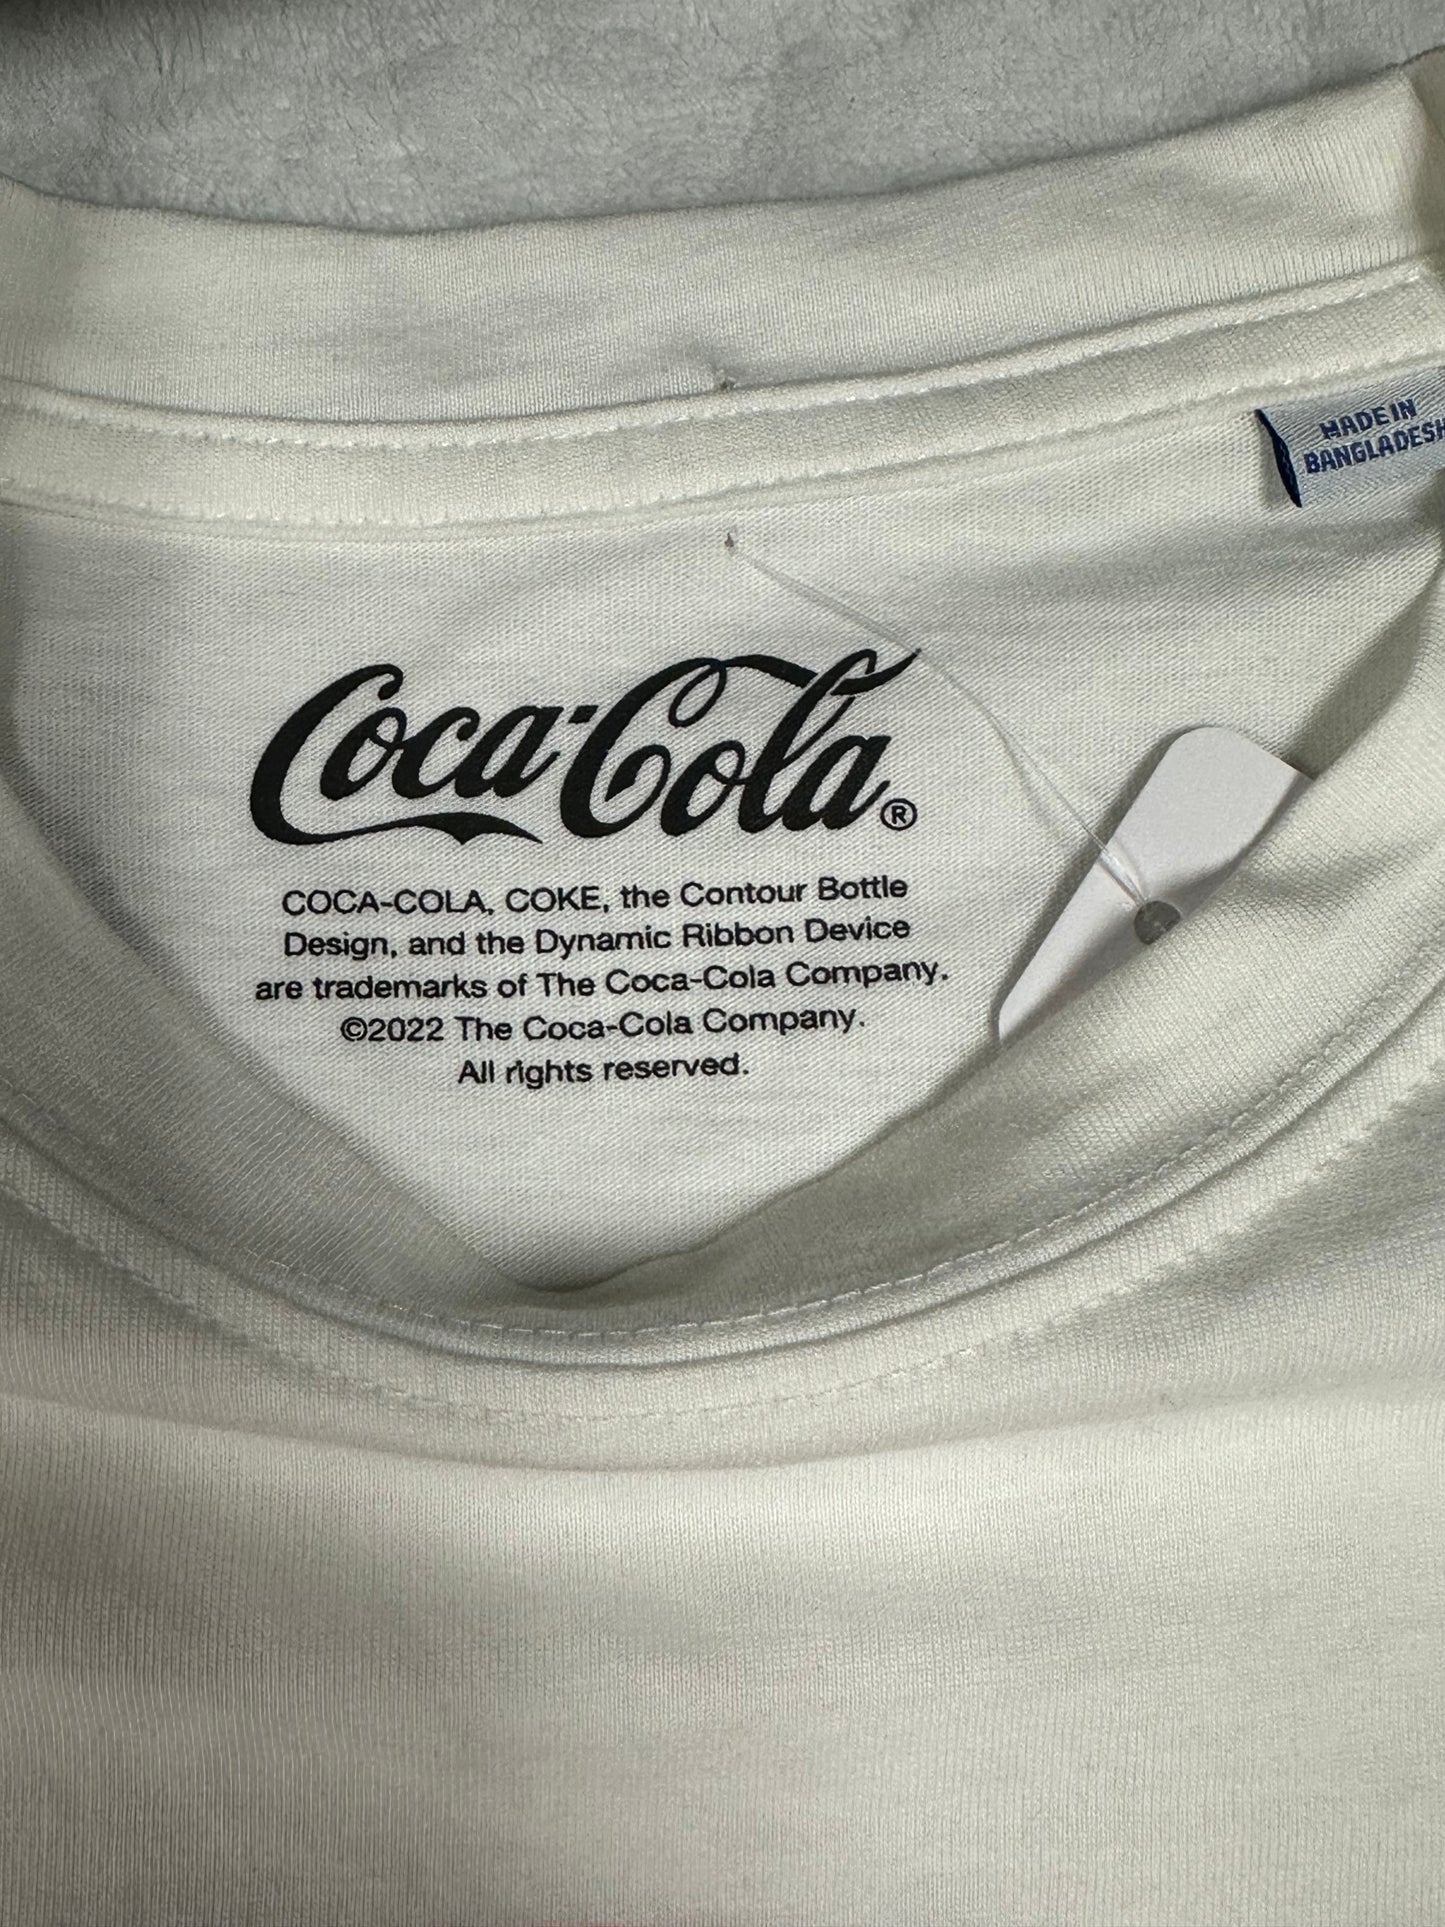 MADE IN
BANGLADESH
Coca-Cola®
COCA-COLA, COKE, the Contour Bottle
Design, and the Dynamic Ribbon Device
are trademarks of The Coca-Cola Company.
©2022 The Coca-Cola Company.
All rights reserved.